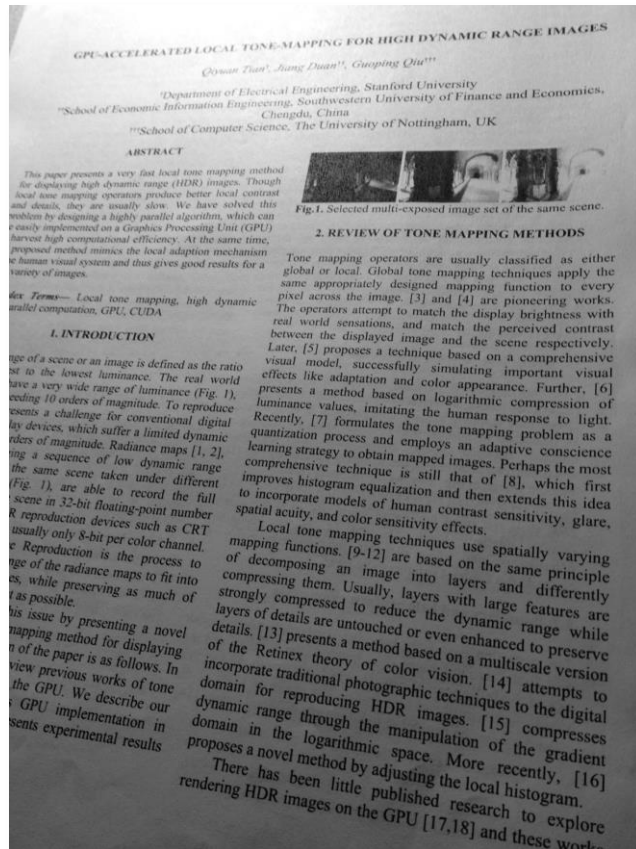 GPU-ACCELERATED LOCAL TONE-MAPPING FOR HIGH DYNAMIC RANGE IMAGES
Qiyuan Tian†, Jiang Duan††, Guoping Qiu†††
†Department of Electrical Engineering, Stanford University
††School of Economic Information Engineering, Southwestern University of Finance and Economics,
Chengdu, China
†††School of Computer Science, The University of Nottingham, UK
ABSTRACT
This paper presents a very fast local tone mapping method
for displaying high dynamic range (HDR) images. Though
local tone mapping operators produce better local contrast
and details, they are usually slow. We have solved this
problem by designing a highly parallel algorithm, which can
easily implemented on a Graphics Processing Unit (GPU)
harvest high computational efficiency. At the same time,
proposed method mimics the local adaption mechanism
human visual system and thus gives good results for a
variety of images.
Terms— Local tone mapping, high dynamic
parallel computation, GPU, CUDA
1. INTRODUCTION
of a scene or an image is defined as the ratio
to the lowest luminance. The real world
have a very wide range of luminance (Fig. 1),
10 orders of magnitude. To reproduce
a challenge for conventional digital
devices, which suffer a limited dynamic
orders of magnitude. Radiance maps [1, 2],
a sequence of low dynamic range
the same scene taken under different
(Fig. 1), are able to record the full
scene in 32-bit floating-point number
reproduction devices such as CRT
usually only 8-bit per color channel.
Reproduction is the process to
of the radiance maps to fit into
while preserving as much of
as possible.
this issue by presenting a novel
mapping method for displaying
of the paper is as follows. In
view previous works of tone
the GPU. We describe our
GPU implementation in
experimental results
Fig.1. Selected multi-exposed image set of the same scene.
2. REVIEW OF TONE MAPPING METHODS
Tone mapping operators are usually classified as either
global or local. Global tone mapping techniques apply the
same appropriately designed mapping function to every
pixel across the image. [3] and [4] are pioneering works.
The operators attempt to match the display brightness with
real world sensations, and match the perceived contrast
between the displayed image and the scene respectively.
Later, [5] proposes a technique based on a comprehensive
visual model, successfully simulating important visual
effects like adaptation and color appearance. Further, [6]
presents a method based on logarithmic compression of
luminance values, imitating the human response to light.
Recently, [7] formulates the tone mapping problem as a
quantization process and employs an adaptive conscience
learning strategy to obtain mapped images. Perhaps the most
comprehensive technique is still that of [8], which first
improves histogram equalization and then extends this idea
to incorporate models of human contrast sensitivity, glare,
spatial acuity, and color sensitivity effects.
Local tone mapping techniques use spatially varying
mapping functions. [9-12] are based on the same principle
of decomposing an image into layers and differently
compressing them. Usually, layers with large features are
strongly compressed to reduce the dynamic range while
layers of details are untouched or even enhanced to preserve
details. [13] presents a method based on a multiscale version
of the Retinex theory of color vision. [14] attempts to
incorporate traditional photographic techniques to the digital
domain for reproducing HDR images. [15] compresses
dynamic range through the manipulation of the gradient
domain in the logarithmic space. More recently, [16]
proposes a novel method by adjusting the local histogram.
There has been little published research to explore
rendering HDR images on the GPU [17,18] and these works